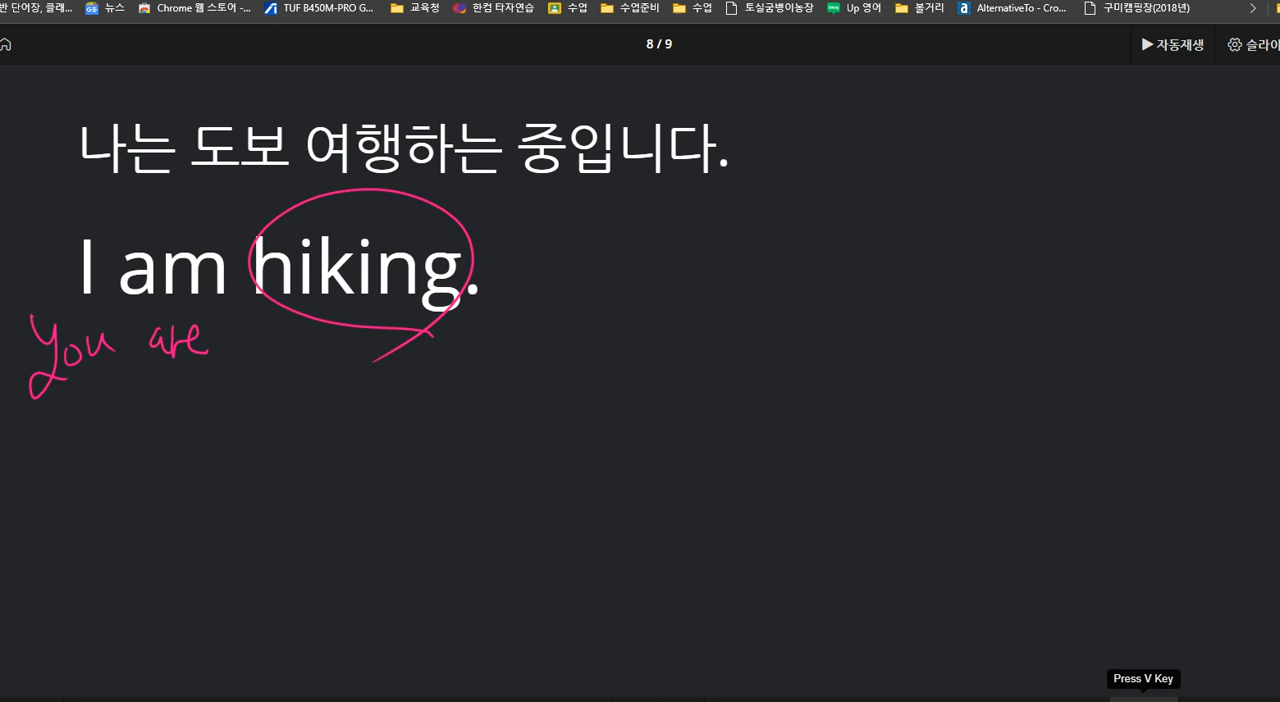 반 단어장, 클래... 뉴스 Chrome 웹 스토어 -... TUF B450M-PRO G... 교육청 한컴 타자연습 수업 수업준비 수업 토실굼벵이농장 Up 영어 볼거리 AlternativeTo - Cro... 구미캠핑장(2018년)
8 / 9 자동재생 슬라이
나는 도보 여행하는 중입니다.
I am hiking.
You are
Press V Key